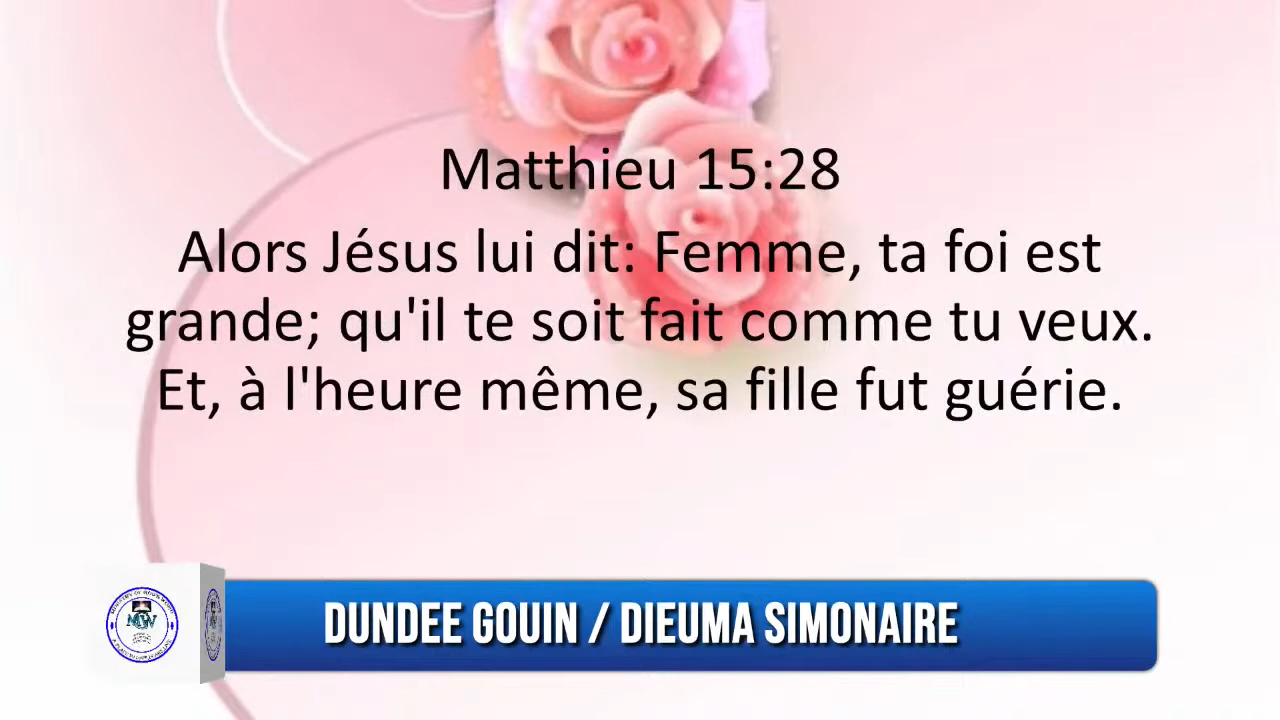 Matthieu 15:28
Alors Jésus lui dit: Femme, ta foi est
grande; qu'il te soit fait comme tu veux.
Et, à l'heure même, sa fille fut guérie.
DUNDEE GOUIN / DIEUMA SIMONAIRE